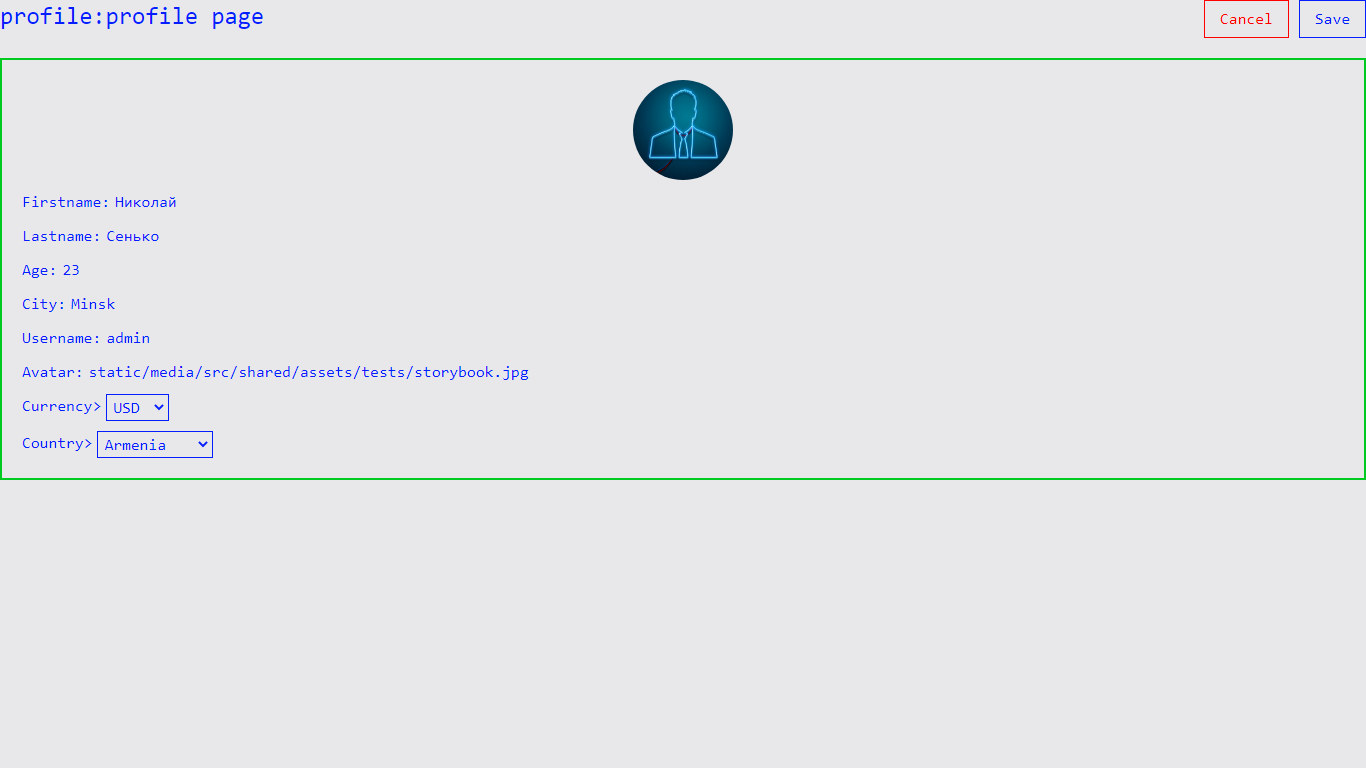 profile:profile page
Cancel Save
Firstname: Николай
Lastname: Сенько
Age: 23
City: Minsk
Username: admin
Avatar: static/media/src/shared/assets/tests/storybook.jpg
Currency> USD
Country> Armenia